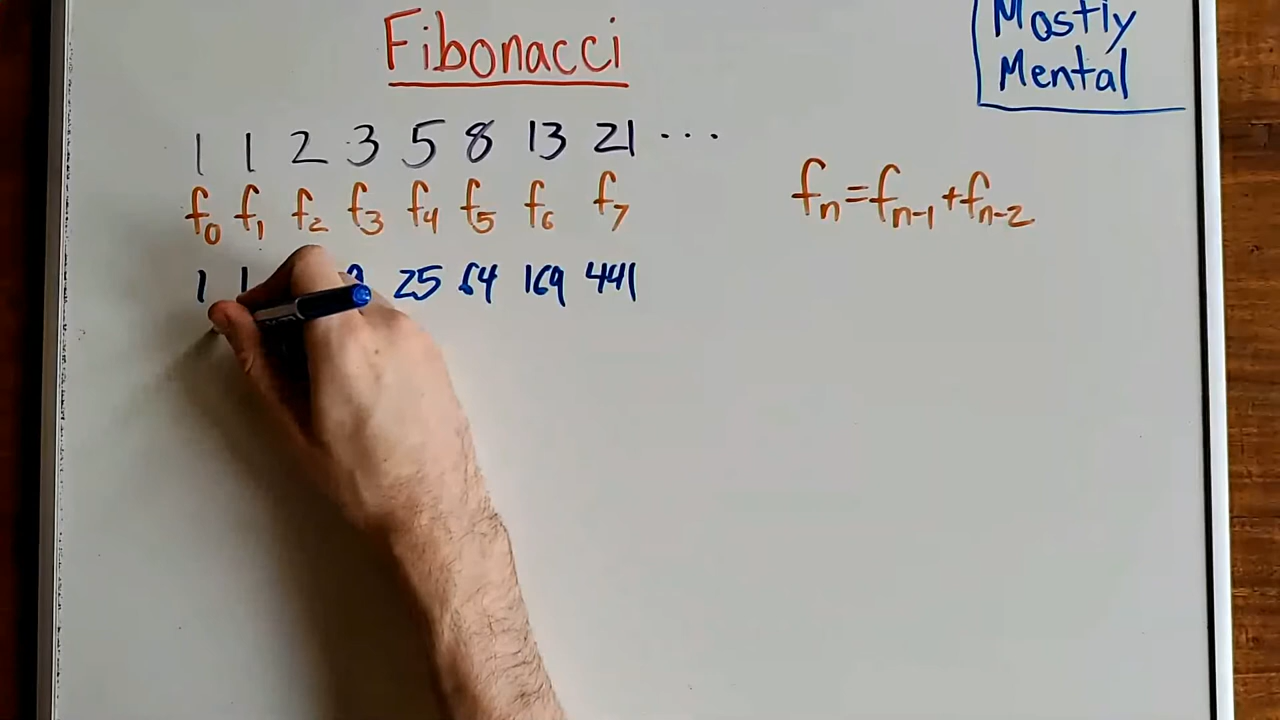 Fibonacci
Mostly
Mental
1 1 2 3 5 8 13 21 ...
f0 f1 f2 f3 f4 f5 f6 f7
fn=fn-1+fn-2
1 1 25 64 169 441